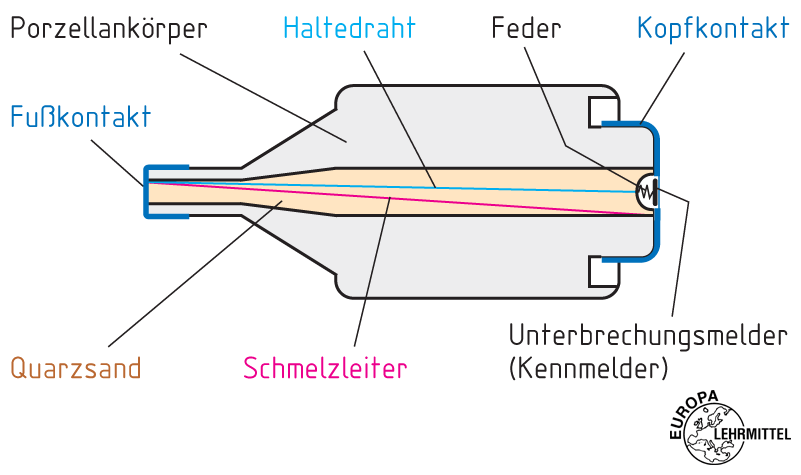 Porzellankörper
Haltedraht
Feder
Kopfkontakt
Fußkontakt
Quarzsand
Schmelzleiter
Unterbrechungsmelder
(Kennmelder)
EUROPA
LEHRMITTEL